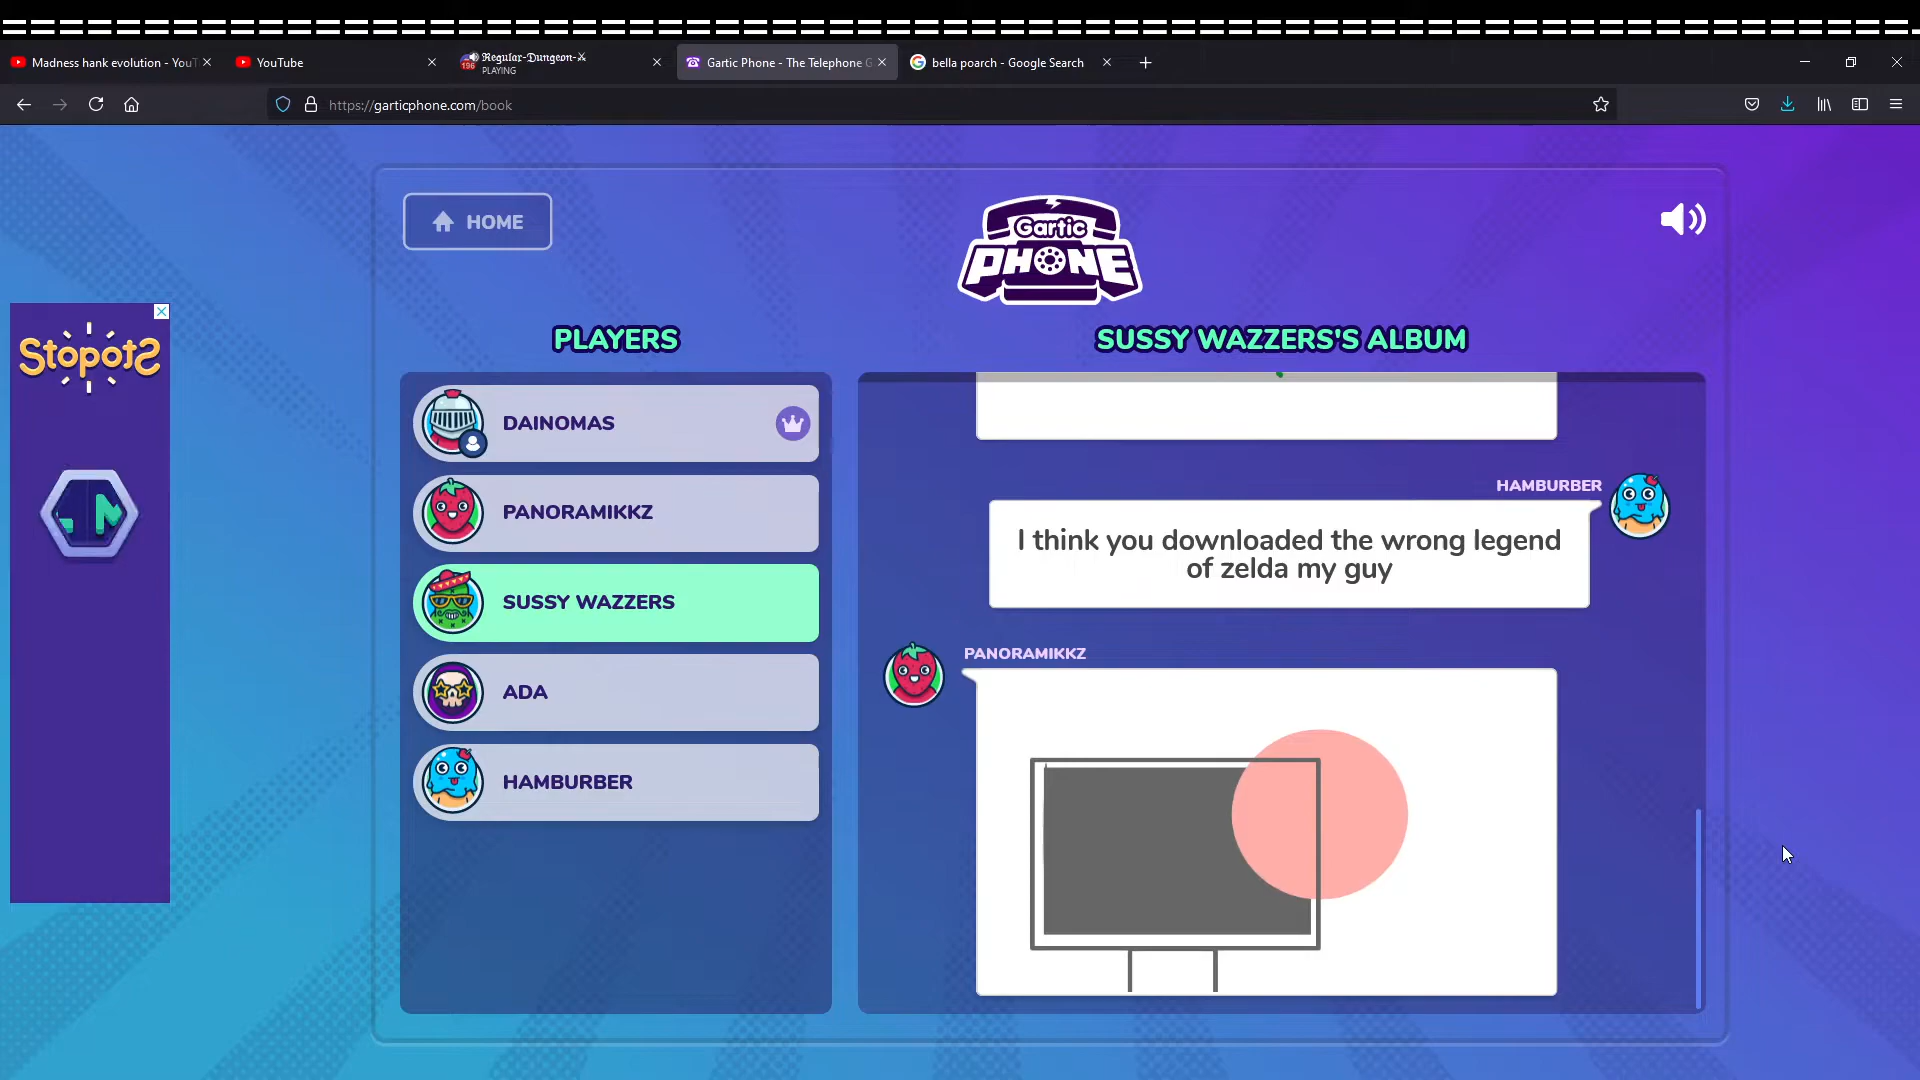 Madness hank evolution - YouT
YouTube
196
𝕽𝖊𝖌𝖚𝖑𝖆𝖗-𝕯𝖚𝖓𝖌𝖊𝖔𝖓-⚔
PLAYING
Gartic Phone - The Telephone G
bella poarch - Google Search
https://garticphone.com/book
HOME
Gartic
PHONE
StopotS
PLAYERS
SUSSY WAZZERS'S ALBUM
DAINOMAS
PANORAMIKKZ
SUSSY WAZZERS
ADA
HAMBURBER
HAMBURBER
I think you downloaded the wrong legend
of zelda my guy
PANORAMIKKZ